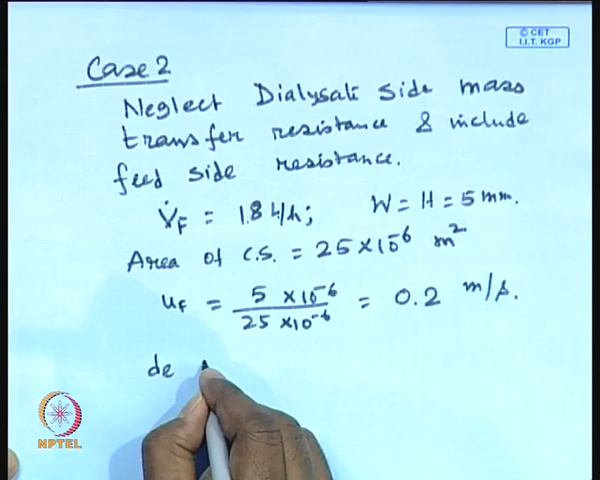 © CET
I.I.T. KGP
Case 2
Neglect Dialysate side mass
transfer resistance & include
feed side resistance.
V̇F = 18 L/h; W = H = 5 mm.
Area of C.S. = 25 × 10⁻⁶ m²
uF = 5 × 10⁻⁶ / 25 × 10⁻⁶ = 0.2 m/s.
de
NPTEL